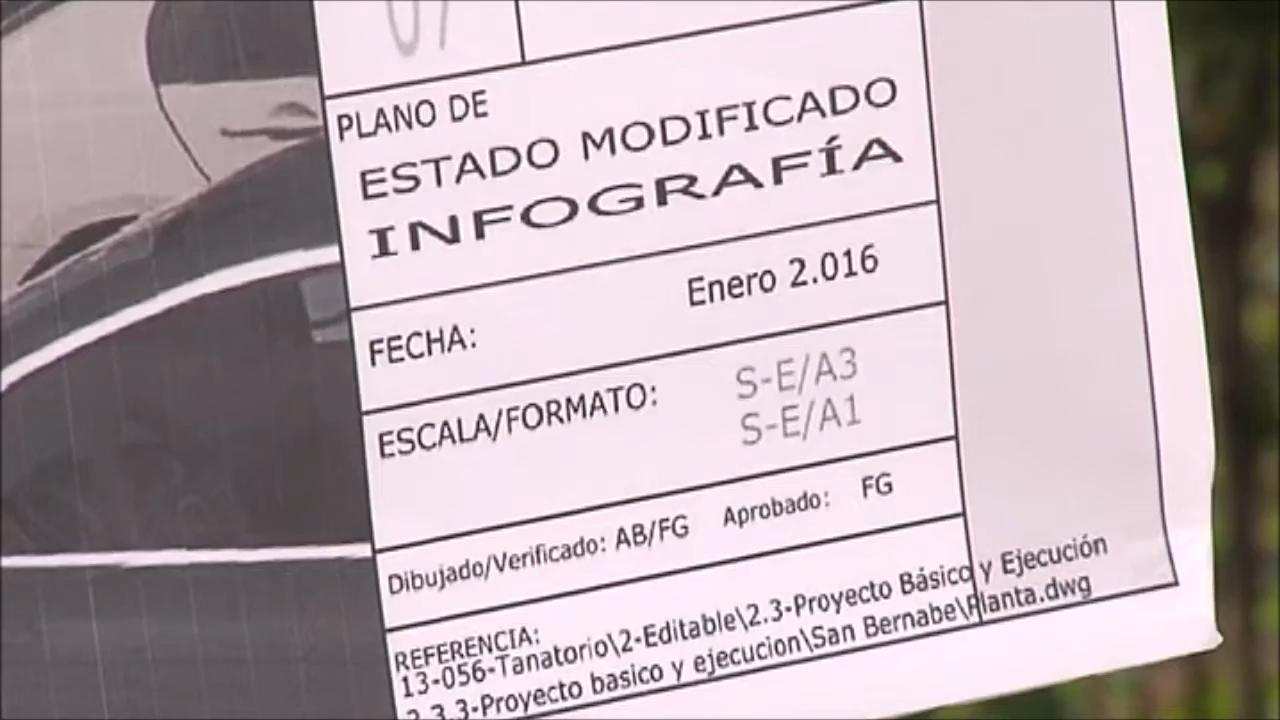 07
PLANO DE
ESTADO MODIFICADO
INFOGRAFÍA
FECHA:
Enero 2.016
ESCALA/FORMATO:
S-E/A3
S-E/A1
Dibujado/Verificado: AB/FG Aprobado: FG
REFERENCIA:
13-056-Tanatorio\2-Editable\2.3-Proyecto Básico y Ejecución
2.3.3-Proyecto basico y ejecucion\San Bernabe\Planta.dwg